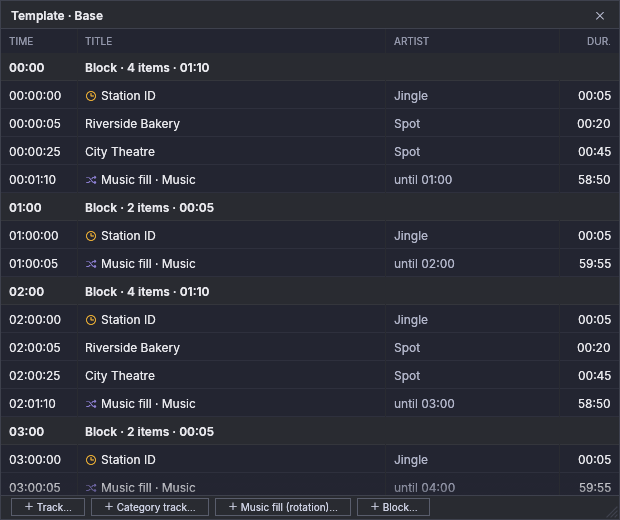 Template · Base
TIME TITLE ARTIST DUR.
00:00 Block · 4 items · 01:10
00:00:00 Station ID Jingle 00:05
00:00:05 Riverside Bakery Spot 00:20
00:00:25 City Theatre Spot 00:45
00:01:10 Music fill · Music until 01:00 58:50
01:00 Block · 2 items · 00:05
01:00:00 Station ID Jingle 00:05
01:00:05 Music fill · Music until 02:00 59:55
02:00 Block · 4 items · 01:10
02:00:00 Station ID Jingle 00:05
02:00:05 Riverside Bakery Spot 00:20
02:00:25 City Theatre Spot 00:45
02:01:10 Music fill · Music until 03:00 58:50
03:00 Block · 2 items · 00:05
03:00:00 Station ID Jingle 00:05
03:00:05 Music fill · Music until 04:00 59:55
+ Track... + Category track... + Music fill (rotation)... + Block...